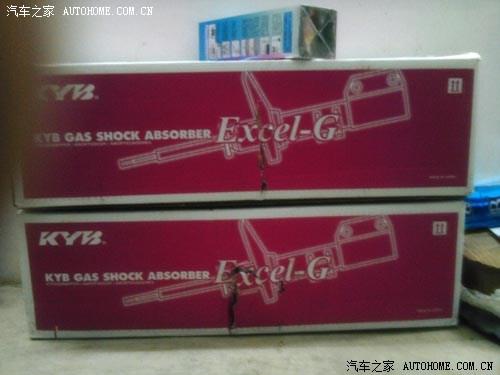 汽车之家 AUTOHOME.COM.CN
KYB
KYB GAS SHOCK ABSORBER Excel-G
KYB
KYB GAS SHOCK ABSORBER Excel-G
汽车之家 AUTOHOME.COM.CN